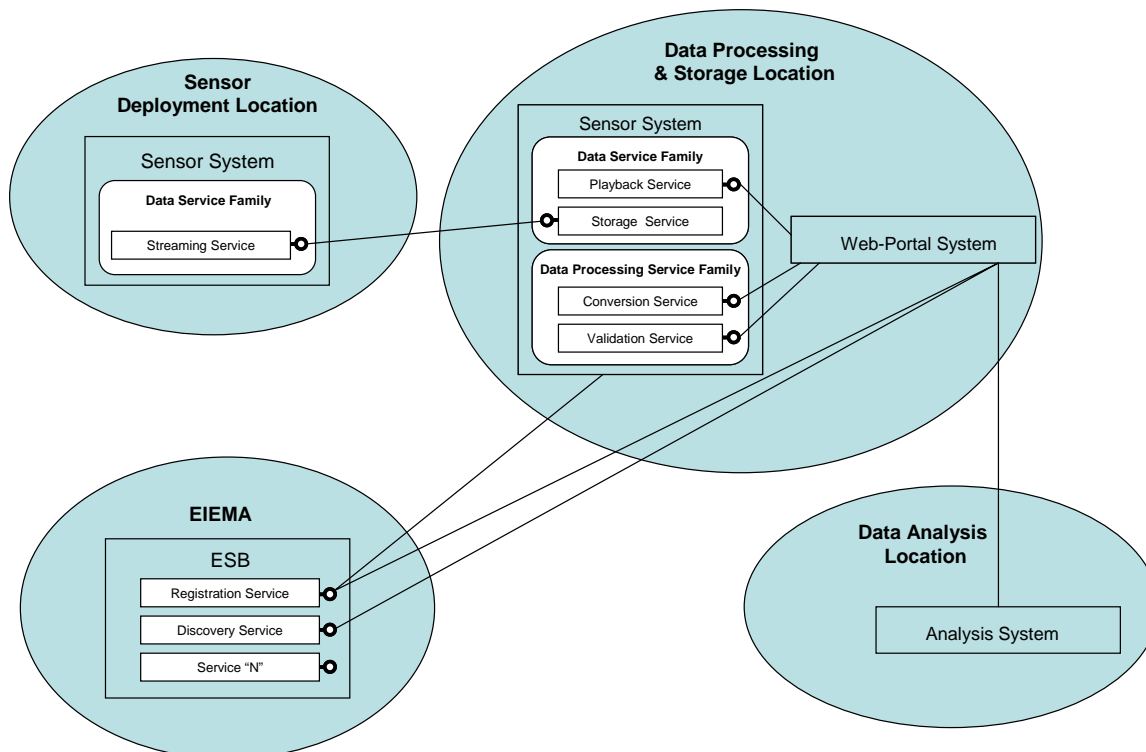 Sensor
Deployment Location
Sensor System
Data Service Family
Streaming Service
Data Processing
& Storage Location
Sensor System
Data Service Family
Playback Service
Storage Service
Data Processing Service Family
Conversion Service
Validation Service
Web-Portal System
EIEMA
ESB
Registration Service
Discovery Service
Service “N”
Data Analysis
Location
Analysis System